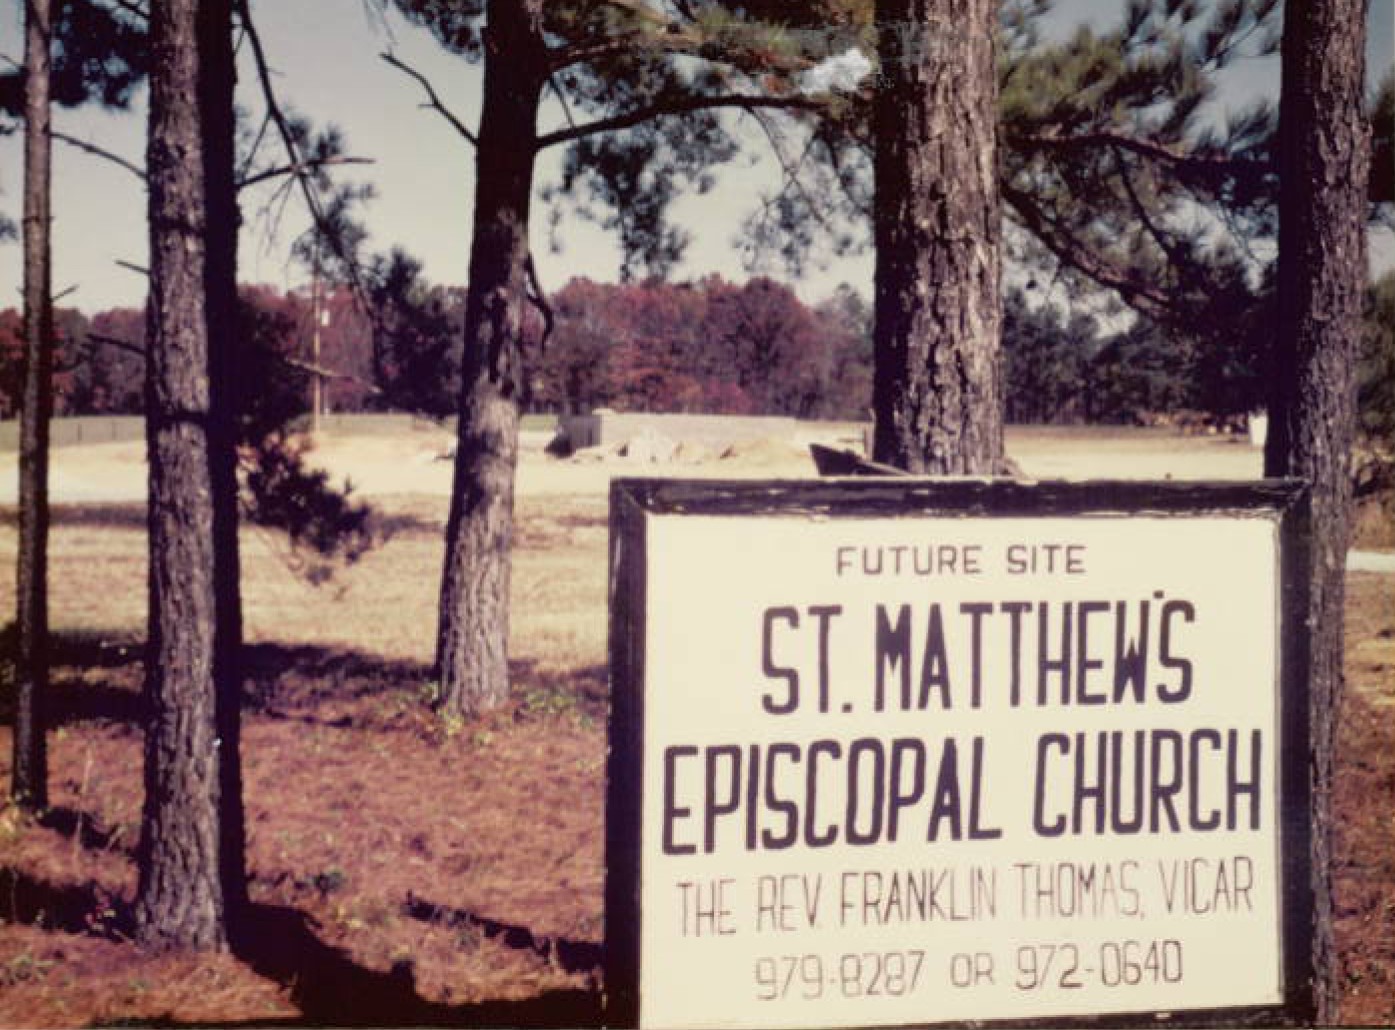 FUTURE SITE
ST. MATTHEW'S
EPISCOPAL CHURCH
THE REV. FRANKLIN THOMAS, VICAR
979-8287 OR 972-0640